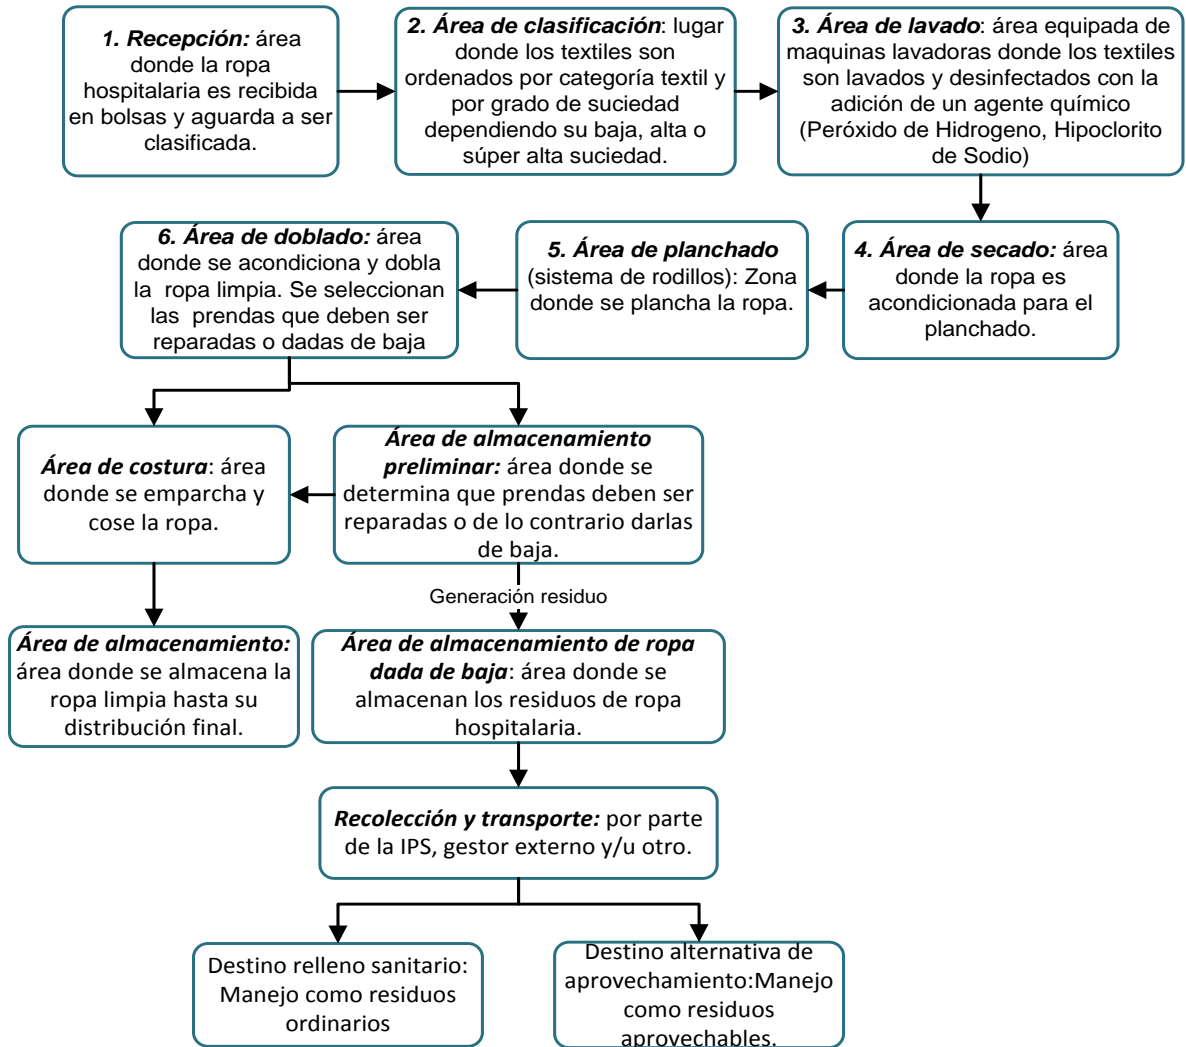 1. Recepción: área
donde la ropa
hospitalaria es recibida
en bolsas y aguarda a ser
clasificada.
2. Área de clasificación: lugar
donde los textiles son
ordenados por categoría textil y
por grado de suciedad
dependiendo su baja, alta o
súper alta suciedad.
3. Área de lavado: área equipada de
maquinas lavadoras donde los textiles
son lavados y desinfectados con la
adición de un agente químico
(Peróxido de Hidrogeno, Hipoclorito
de Sodio)
4. Área de secado: área
donde la ropa es
acondicionada para el
planchado.
5. Área de planchado
(sistema de rodillos): Zona
donde se plancha la ropa.
6. Área de doblado: área
donde se acondiciona y dobla
la ropa limpia. Se seleccionan
las prendas que deben ser
reparadas o dadas de baja
Área de costura: área
donde se emparcha y
cose la ropa.
Área de almacenamiento
preliminar: área donde se
determina que prendas deben ser
reparadas o de lo contrario darlas
de baja.
Generación residuo
Área de almacenamiento:
área donde se almacena la
ropa limpia hasta su
distribución final.
Área de almacenamiento de ropa
dada de baja: área donde se
almacenan los residuos de ropa
hospitalaria.
Recolección y transporte: por parte
de la IPS, gestor externo y/u otro.
Destino relleno sanitario:
Manejo como residuos
ordinarios
Destino alternativa de
aprovechamiento:Manejo
como residuos
aprovechables.